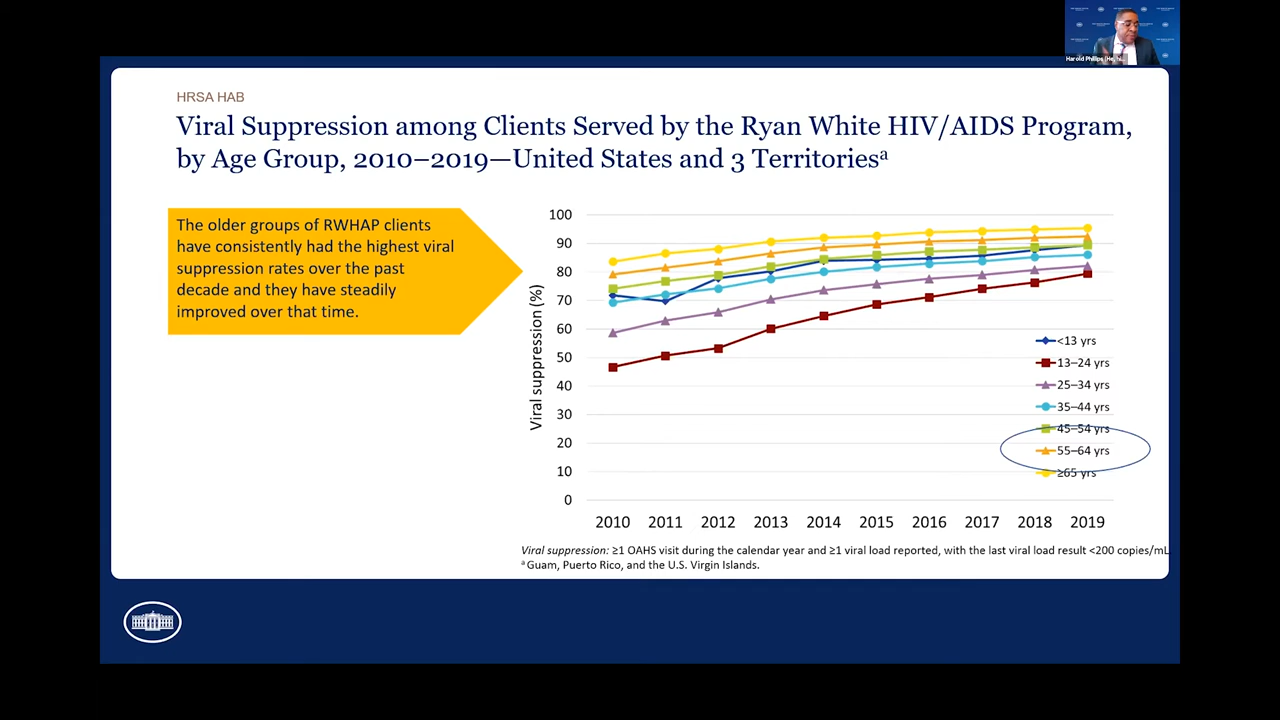 Harold Phillips (He, hi...
HRSA HAB
Viral Suppression among Clients Served by the Ryan White HIV/AIDS Program,
by Age Group, 2010–2019—United States and 3 Territoriesª
The older groups of RWHAP clients
have consistently had the highest viral
suppression rates over the past
decade and they have steadily
improved over that time.
Viral suppression (%)
100
90
80
70
60
50
40
30
20
10
0
2010 2011 2012 2013 2014 2015 2016 2017 2018 2019
<13 yrs
13–24 yrs
25–34 yrs
35–44 yrs
45–54 yrs
55–64 yrs
≥65 yrs
Viral suppression: ≥1 OAHS visit during the calendar year and ≥1 viral load reported, with the last viral load result <200 copies/mL
ª Guam, Puerto Rico, and the U.S. Virgin Islands.